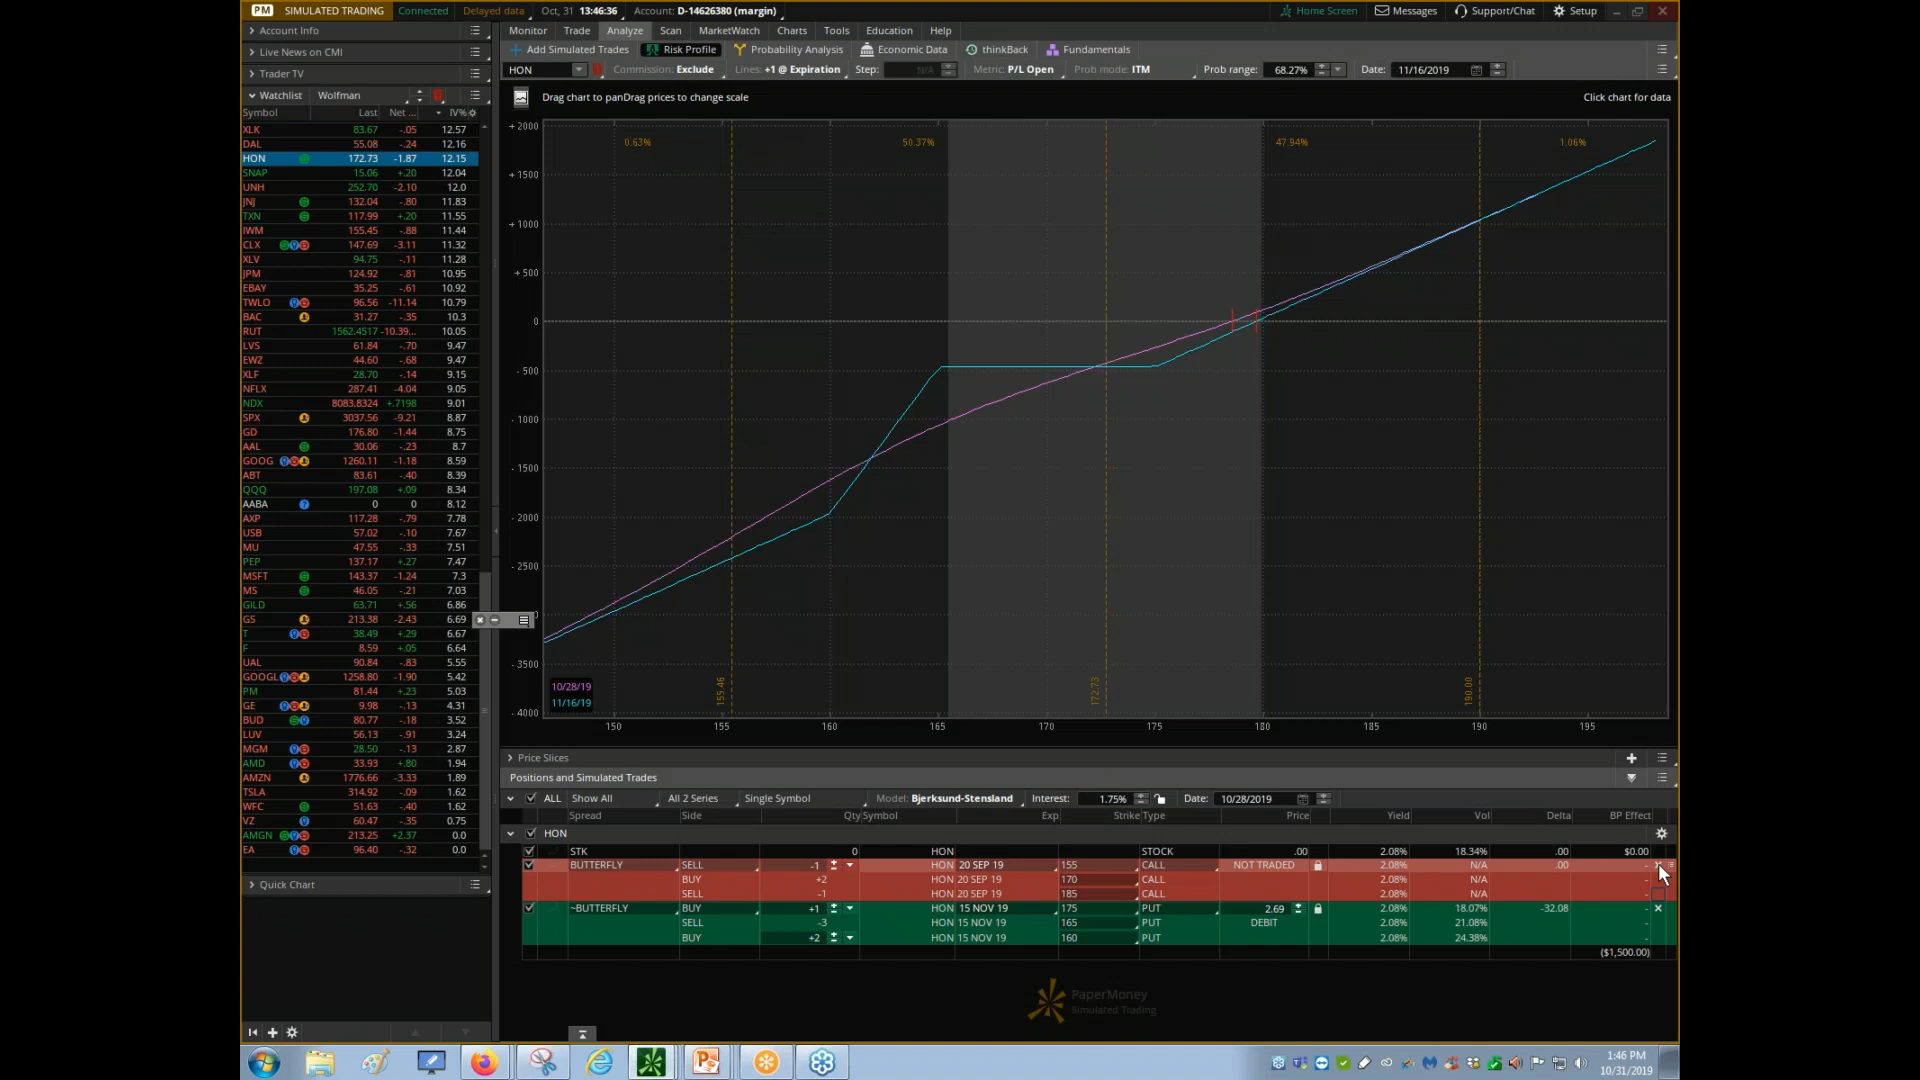 PM SIMULATED TRADING Connected Delayed data Oct, 31 13:46:36 Account: D-14626380 (margin) Home Screen Messages Support/Chat Setup
Account Info
Live News on CMI
Trader TV
Watchlist Wolfman
Symbol Last Net ... IV%
XLK 83.67 -.05 12.57
DAL 55.08 -.24 12.16
HON 172.73 -1.87 12.15
SNAP 15.06 +.20 12.04
UNH 252.70 -2.10 12.0
JNJ 132.04 -.80 11.83
TXN 117.99 +.20 11.55
IWM 155.45 -.88 11.44
CLX 147.69 -3.11 11.32
XLV 94.75 -.11 11.28
JPM 124.92 -.81 10.95
EBAY 35.25 -.61 10.92
TWLO 96.56 -11.14 10.79
BAC 31.27 -.35 10.3
RUT 1562.4517 -10.39... 10.05
LVS 61.84 -.70 9.47
EWZ 44.60 -.68 9.47
XLF 28.70 -.14 9.15
NFLX 287.41 -4.04 9.05
NDX 8083.8324 +.7198 9.01
SPX 3037.56 -9.21 8.87
GD 176.80 -1.44 8.75
AAL 30.06 -.23 8.7
GOOG 1260.11 -1.18 8.59
ABT 83.61 -.40 8.39
QQQ 197.08 +.09 8.34
AABA 0 0 8.12
AXP 117.28 -.79 7.78
USB 57.02 -.10 7.67
MU 47.55 -.33 7.51
PEP 137.17 +.27 7.47
MSFT 143.37 -1.24 7.3
MS 46.05 -.21 7.03
GILD 63.71 +.56 6.86
GS 213.38 -2.43 6.69
T 38.49 +.29 6.67
F 8.59 +.05 6.64
UAL 90.84 -.83 5.55
GOOGL 1258.80 -1.90 5.42
PM 81.44 +.23 5.03
GE 9.98 -.13 4.31
BUD 80.77 -.18 3.52
LUV 56.13 -.91 3.24
MGM 28.50 -.13 2.87
AMD 33.93 +.80 1.94
AMZN 1776.66 -3.33 1.89
TSLA 314.92 -.09 1.62
WFC 51.63 -.40 1.62
VZ 60.47 -.35 0.75
AMGN 213.25 +2.37 0.0
EA 96.40 -.32 0.0
Quick Chart
Monitor Trade Analyze Scan MarketWatch Charts Tools Education Help
Add Simulated Trades Risk Profile Probability Analysis Economic Data thinkBack Fundamentals
HON Commission: Exclude Lines: +1 @ Expiration Step: N/A Metric: P/L Open Prob mode: ITM Prob range: 68.27% Date: 11/16/2019
Drag chart to panDrag prices to change scale Click chart for data
+2000
0.63% 50.37% 47.94% 1.06%
+1500
+1000
+500
0
-500
-1000
-1500
-2000
-2500
-3500
-4000
155.46 172.73 190.00
10/28/19
11/16/19
150 155 160 165 170 175 180 185 190 195
Price Slices
Positions and Simulated Trades
ALL Show All All 2 Series Single Symbol Model: Bjerksund-Stensland Interest: 1.75% Date: 10/28/2019
Spread Side Qty Symbol Exp Strike Type Price Yield Vol Delta BP Effect
HON
STK 0 HON STOCK .00 2.08% 18.34% .00 $0.00
BUTTERFLY SELL -1 HON 20 SEP 19 155 CALL NOT TRADED 2.08% N/A .00 -
BUY +2 HON 20 SEP 19 170 CALL 2.08% N/A -
SELL -1 HON 20 SEP 19 185 CALL 2.08% N/A -
~BUTTERFLY BUY +1 HON 15 NOV 19 175 PUT 2.69 2.08% 18.07% -32.08 -
SELL -3 HON 15 NOV 19 165 PUT DEBIT 2.08% 21.08% -
BUY +2 HON 15 NOV 19 160 PUT 2.08% 24.38% -
($1,500.00)
PaperMoney
Simulated Trading
1:46 PM
10/31/2019